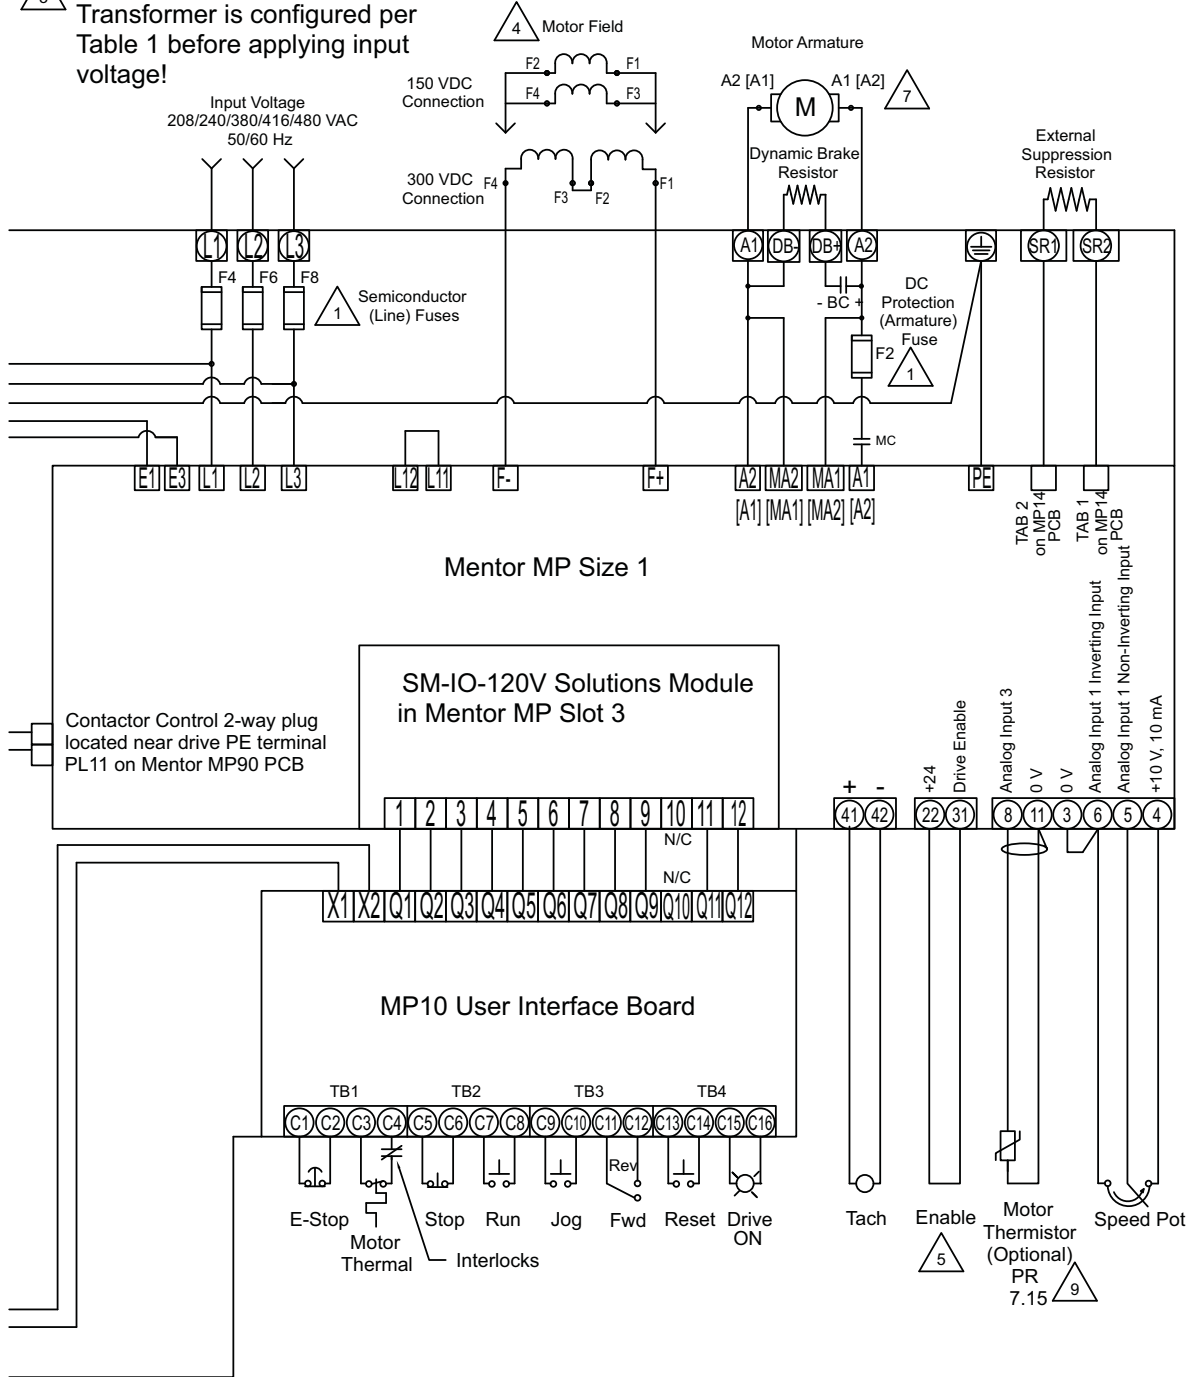 Transformer is configured per
Table 1 before applying input
voltage!
4
Motor Field
F2
F1
F4
F3
150 VDC
Connection
300 VDC
Connection
F4
F3
F2
F1
Motor Armature
A2 [A1]
A1 [A2]
7
M
Dynamic Brake
Resistor
External
Suppression
Resistor
Input Voltage
208/240/380/416/480 VAC
50/60 Hz
L1
L2
L3
A1
DB-
DB+
A2
SR1
SR2
F4
F6
F8
1
Semiconductor
(Line) Fuses
- BC +
DC
Protection
(Armature)
Fuse
F2
1
MC
E1
E3
L1
L2
L3
L12
L11
F-
F+
A2
MA2
MA1
A1
PE
[A1]
[MA1]
[MA2]
[A2]
TAB 2
on MP14
PCB
TAB 1
on MP14
PCB
Mentor MP Size 1
SM-IO-120V Solutions Module
in Mentor MP Slot 3
Contactor Control 2-way plug
located near drive PE terminal
PL11 on Mentor MP90 PCB
+
-
+24
Drive Enable
Analog Input 3
0 V
0 V
Analog Input 1 Inverting Input
Analog Input 1 Non-Inverting Input
+10 V, 10 mA
1 2 3 4 5 6 7 8 9 10 11 12
41 42
22 31
8 11 3 6 5 4
N/C
N/C
X1 X2 Q1 Q2 Q3 Q4 Q5 Q6 Q7 Q8 Q9 Q10 Q11 Q12
MP10 User Interface Board
TB1
TB2
TB3
TB4
C1 C2 C3 C4 C5 C6 C7 C8 C9 C10 C11 C12 C13 C14 C15 C16
Rev
E-Stop
Motor
Thermal
Interlocks
Stop
Run
Jog
Fwd
Reset
Drive
ON
Tach
Enable
5
Motor
Thermistor
(Optional)
PR
7.15
9
Speed Pot